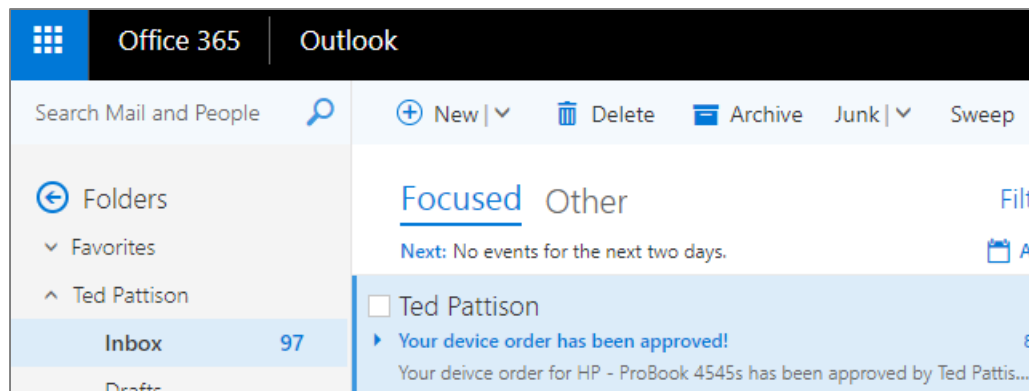 Office 365 Outlook
Search Mail and People New Delete Archive Junk Sweep
Folders
Favorites
Ted Pattison
Inbox 97
Drafts
Focused Other
Next: No events for the next two days.
Ted Pattison
Your device order has been approved!
Your deivce order for HP - ProBook 4545s has been approved by Ted Pattis...